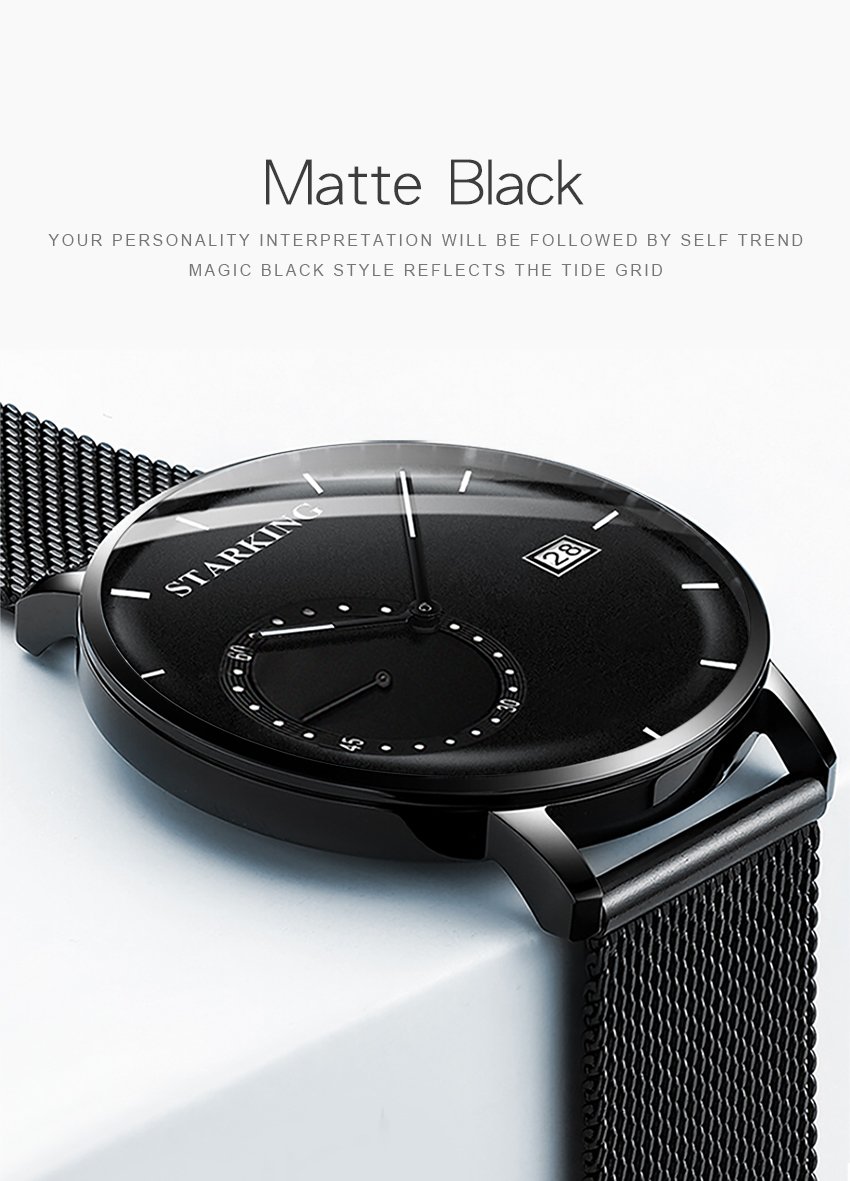 Matte Black
YOUR PERSONALITY INTERPRETATION WILL BE FOLLOWED BY SELF TREND
MAGIC BLACK STYLE REFLECTS THE TIDE GRID
STARKING
28
60
30
45